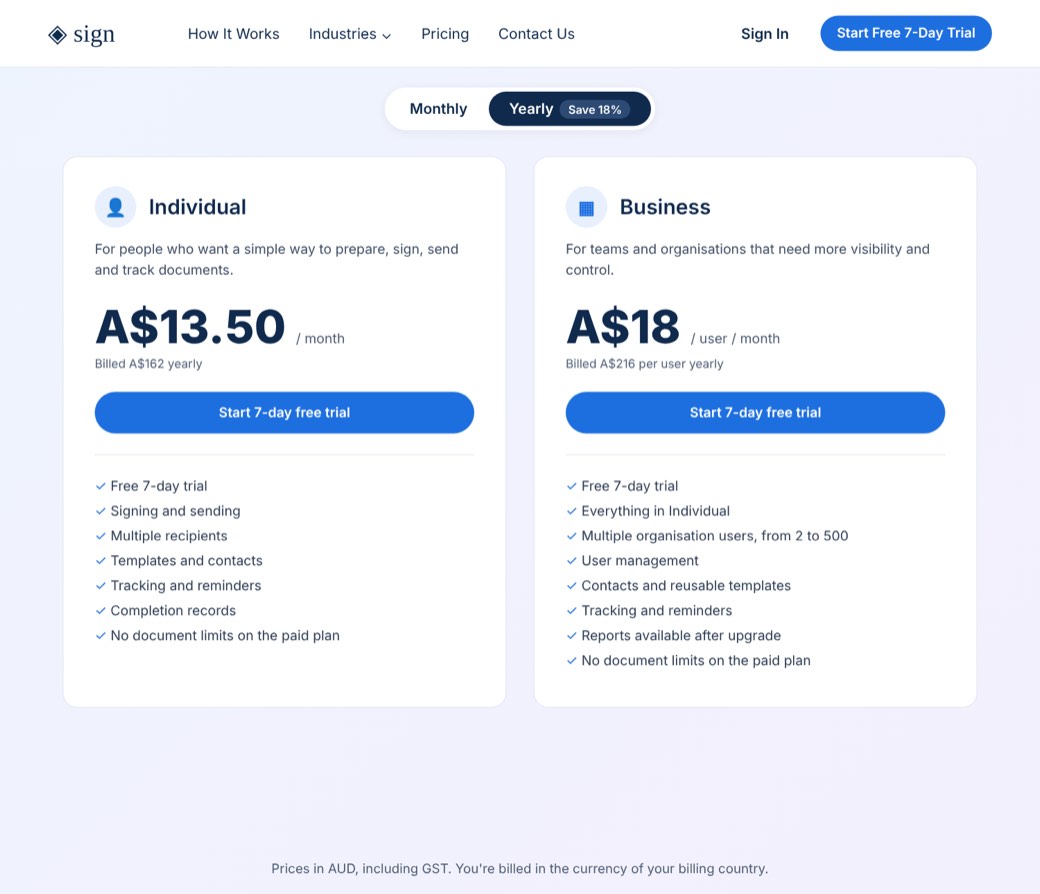 sign
How It Works
Industries
Pricing
Contact Us
Sign In
Start Free 7-Day Trial
Monthly
Yearly Save 18%
Individual
For people who want a simple way to prepare, sign, send
and track documents.
A$13.50 / month
Billed A$162 yearly
Start 7-day free trial
✓ Free 7-day trial
✓ Signing and sending
✓ Multiple recipients
✓ Templates and contacts
✓ Tracking and reminders
✓ Completion records
✓ No document limits on the paid plan
Business
For teams and organisations that need more visibility and
control.
A$18 / user / month
Billed A$216 per user yearly
Start 7-day free trial
✓ Free 7-day trial
✓ Everything in Individual
✓ Multiple organisation users, from 2 to 500
✓ User management
✓ Contacts and reusable templates
✓ Tracking and reminders
✓ Reports available after upgrade
✓ No document limits on the paid plan
Prices in AUD, including GST. You're billed in the currency of your billing country.